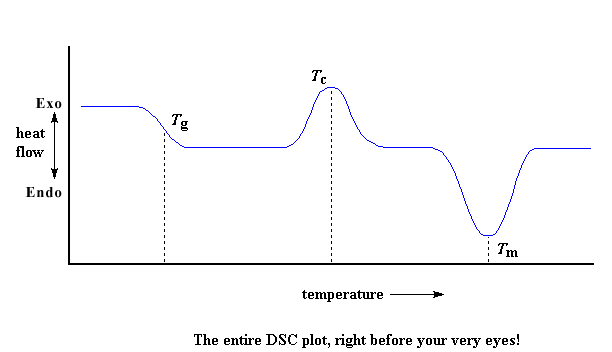 Tc
Exo
Tg
heat
flow
Endo
Tm
temperature
The entire DSC plot, right before your very eyes!